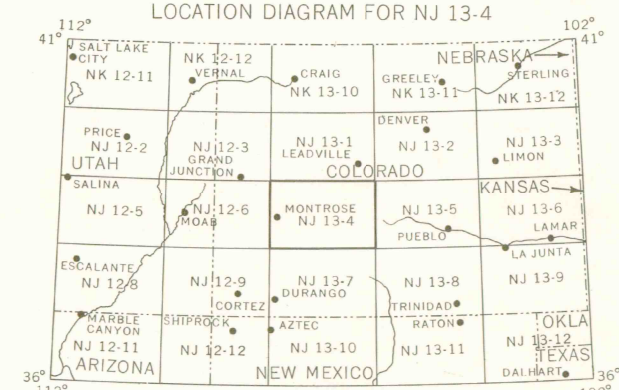 LOCATION DIAGRAM FOR NJ 13-4
112°
102°
41°
41°
SALT LAKE CITY
NK 12-11
NK 12-12
VERNAL
CRAIG
NK 13-10
GREELEY
NK 13-11
NEBRASKA
STERLING
NK 13-12
PRICE
NJ 12-2
UTAH
SALINA
NJ 12-3
GRAND
JUNCTION
NJ 13-1
LEADVILLE
COLORADO
DENVER
NJ 13-2
NJ 13-3
LIMON
KANSAS
NJ 12-5
NJ 12-6
MOAB
MONTROSE
NJ 13-4
NJ 13-5
PUEBLO
NJ 13-6
LAMAR
LA JUNTA
ESCALANTE
NJ 12-8
NJ 12-9
CORTEZ
NJ 13-7
DURANGO
NJ 13-8
TRINIDAD
NJ 13-9
MARBLE
CANYON
NJ 12-11
ARIZONA
SHIPROCK
NJ 12-12
AZTEC
NJ 13-10
NEW MEXICO
RATON
NJ 13-11
OKLA
NJ 13-12
TEXAS
DALHART
36°
36°
112°